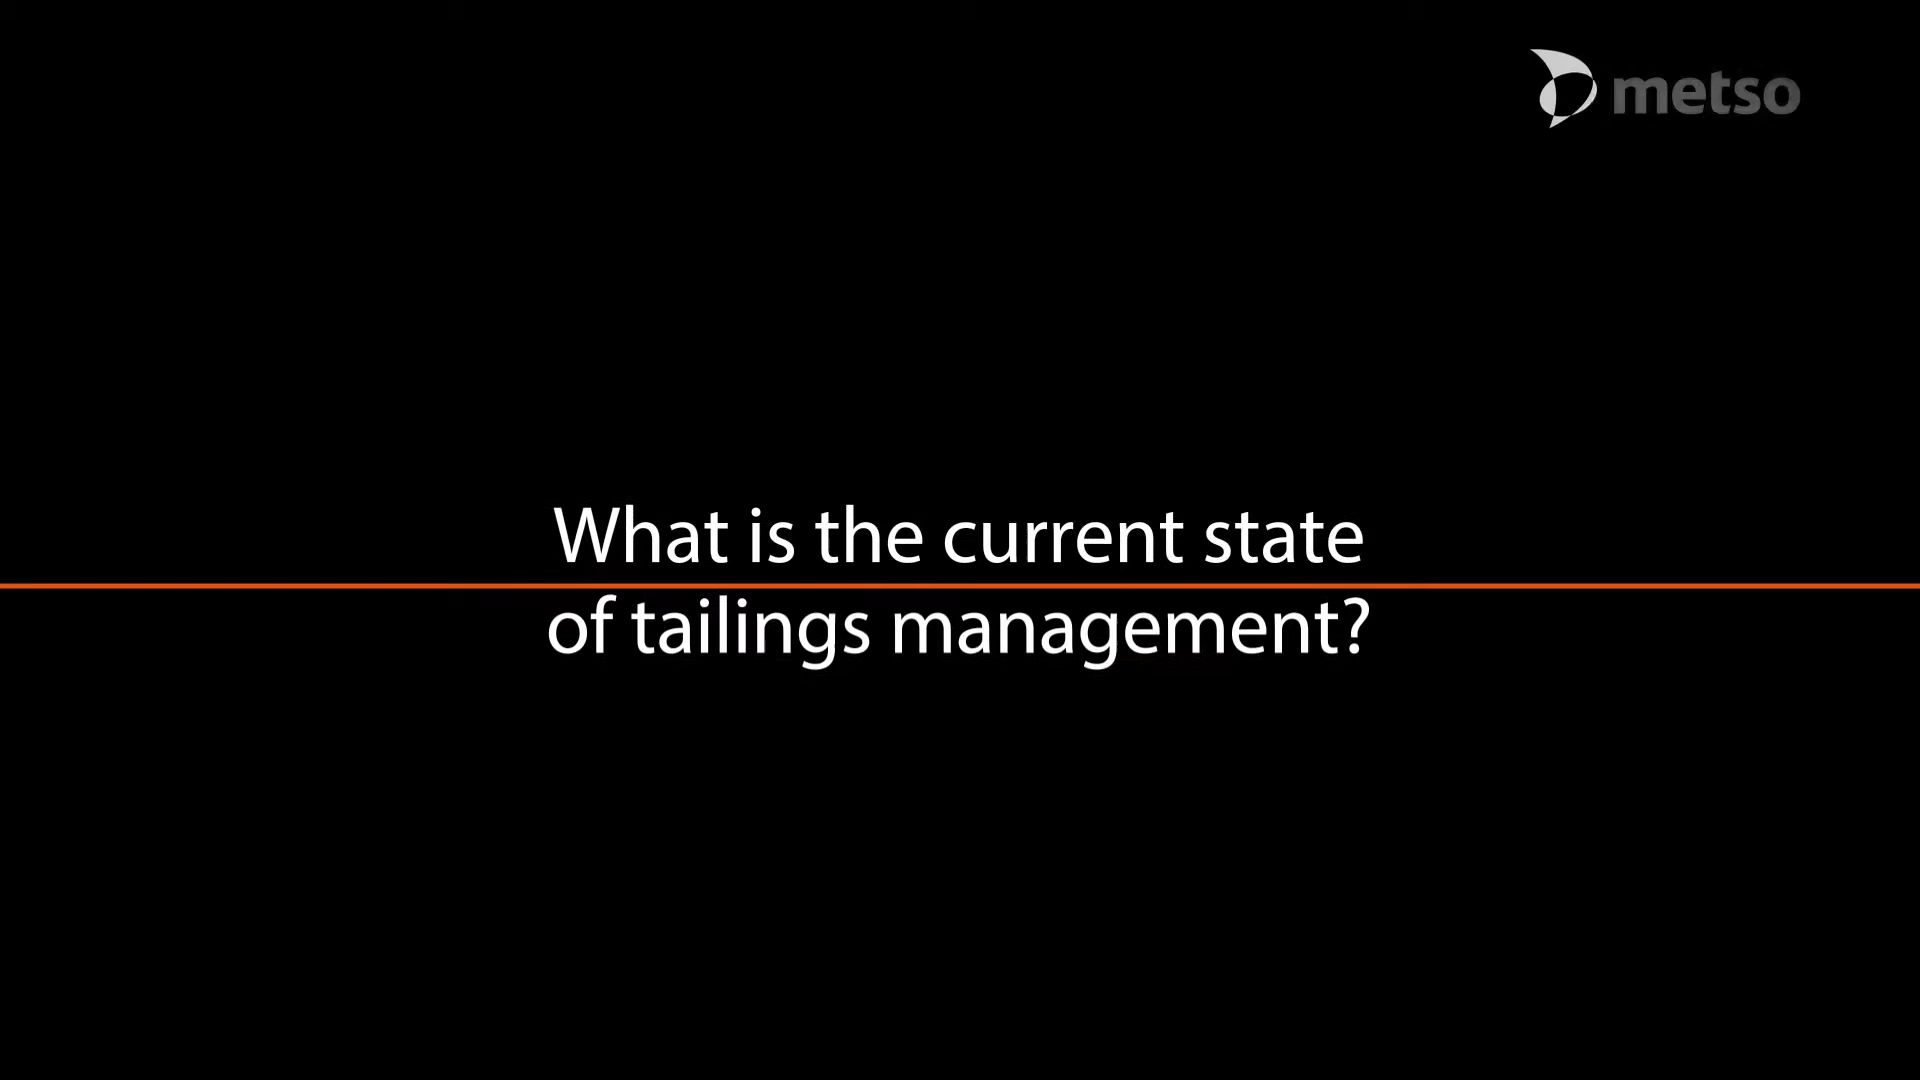 metso
What is the current state
of tailings management?